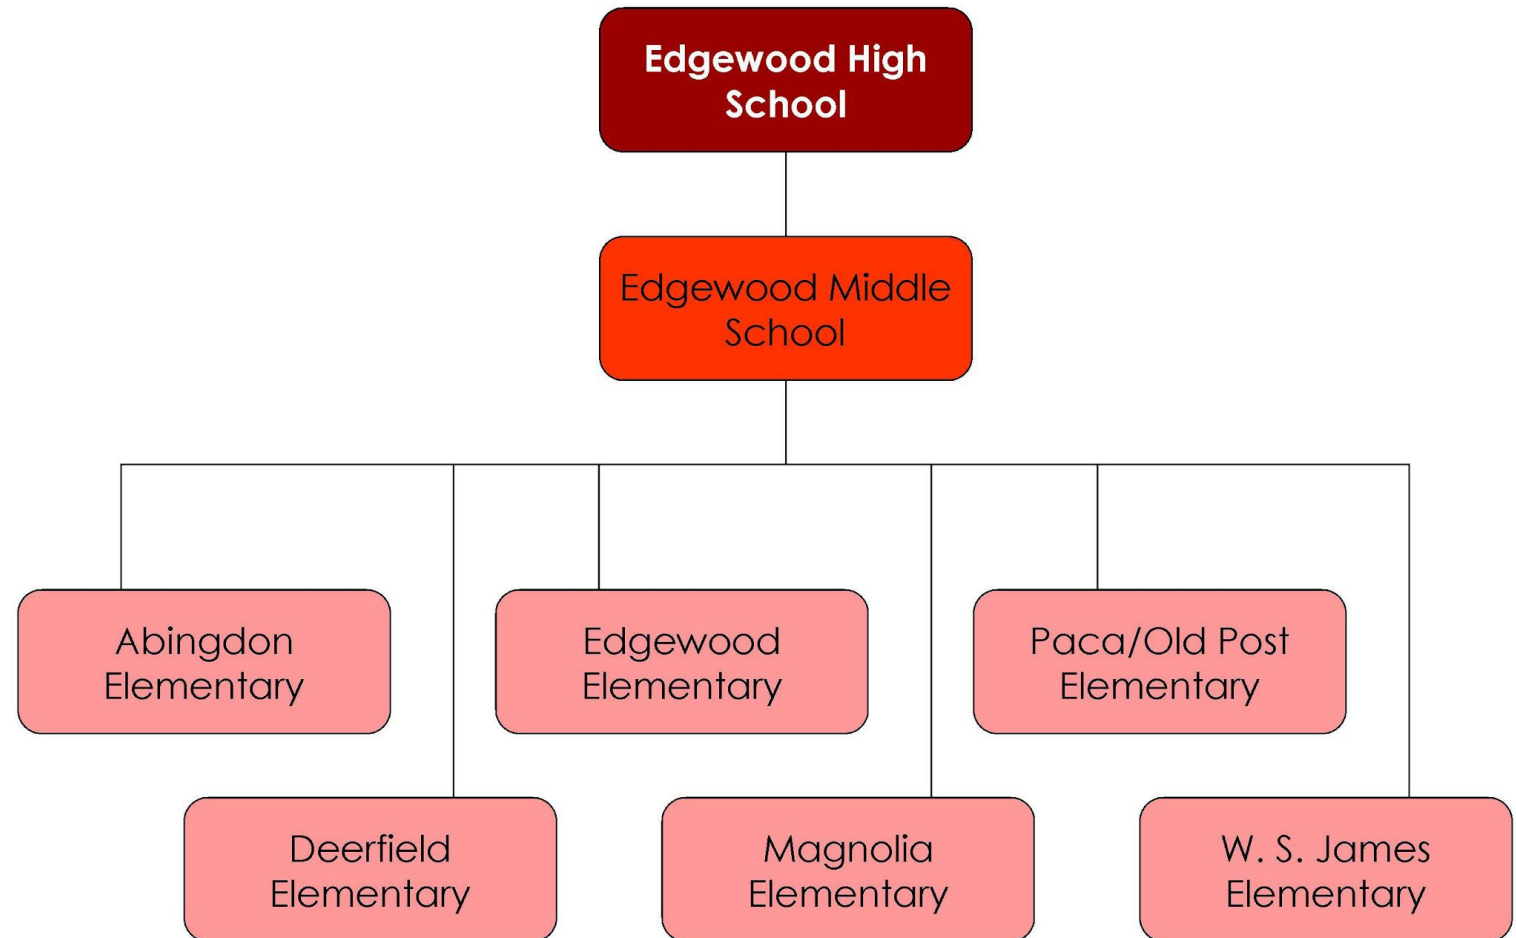 Edgewood High
School
Edgewood Middle
School
Abingdon
Elementary
Edgewood
Elementary
Paca/Old Post
Elementary
Deerfield
Elementary
Magnolia
Elementary
W. S. James
Elementary